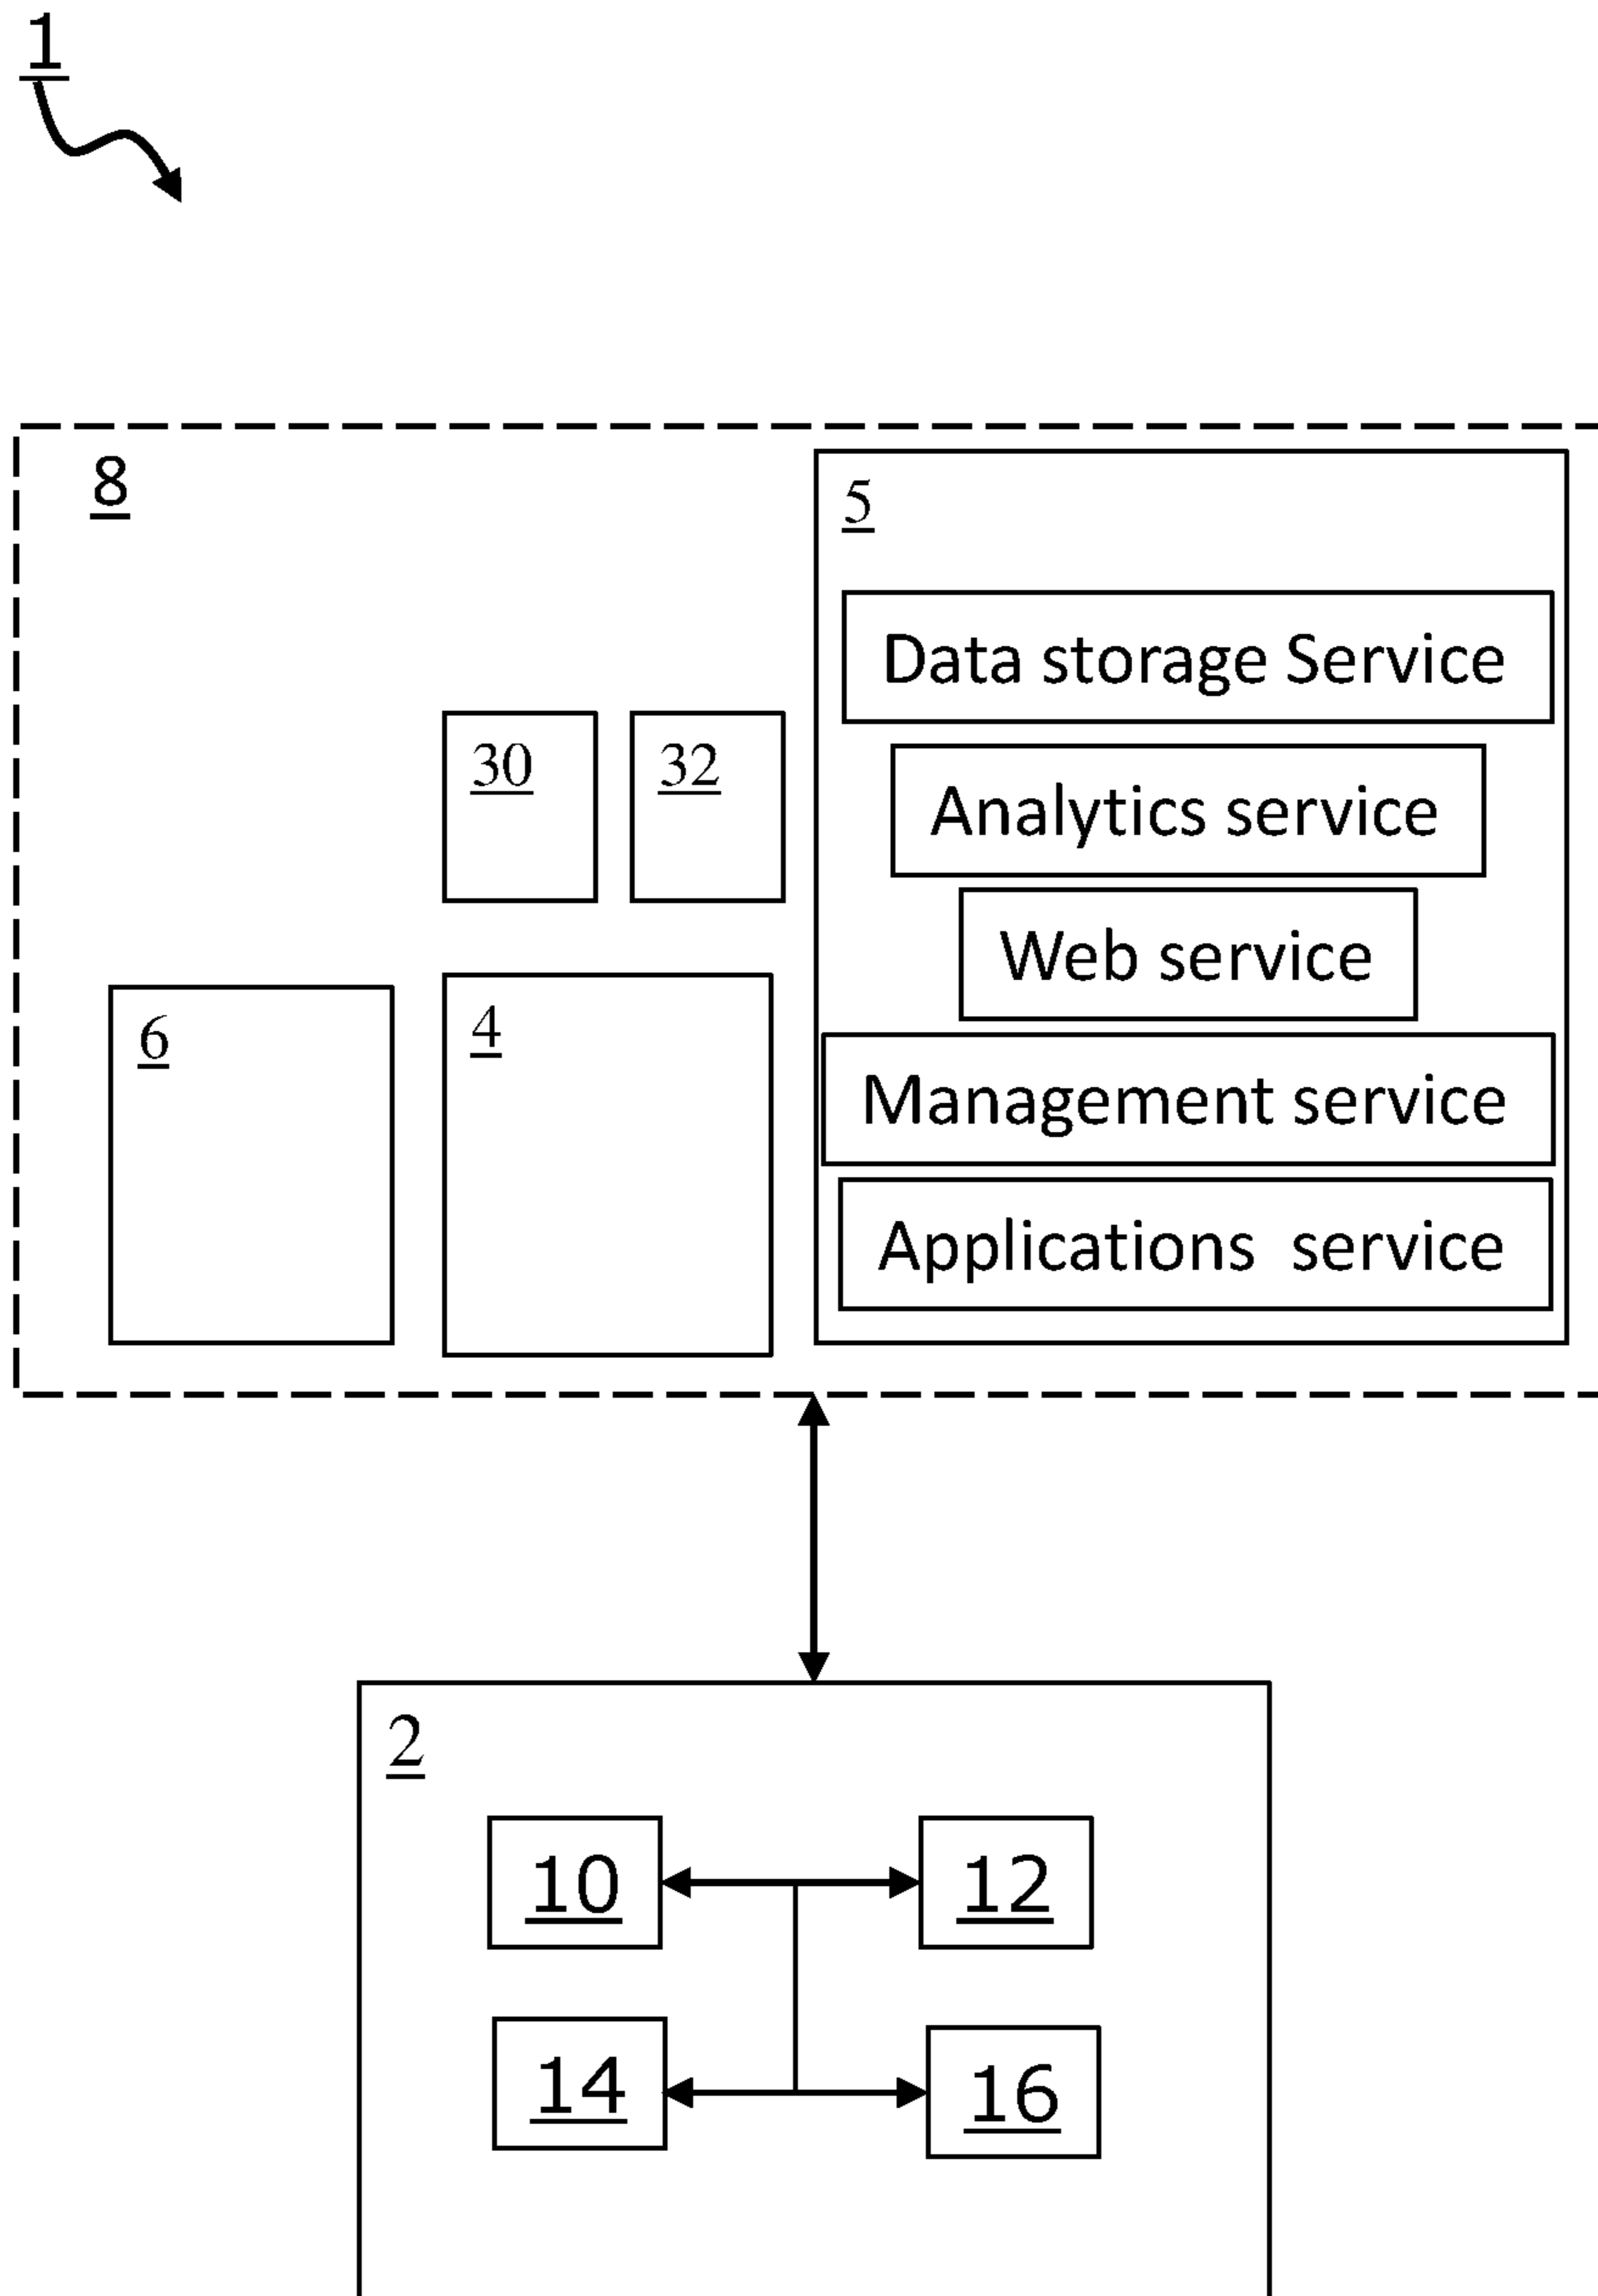 1
8
5
Data storage Service
30
32
Analytics service
Web service
6
4
Management service
Applications  service
2
10
12
14
16